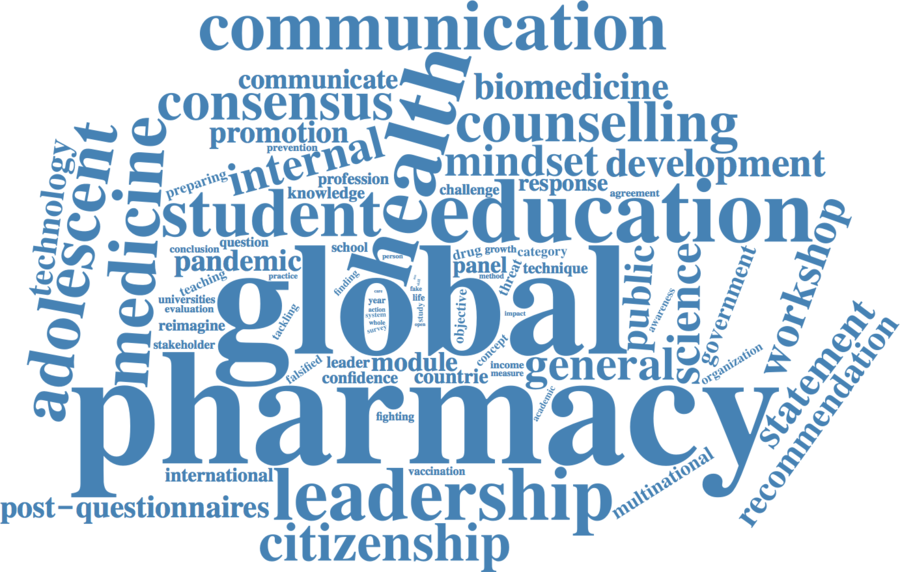 communication
communicate
health
biomedicine
consensus
counselling
promotion
prevention
internal
mindset
development
technology
adolescent
medicine
preparing
profession
knowledge
challenge
response
agreement
student
education
workshop
conclusion
question
school
person
drug
growth
category
pandemic
practice
panel
method
threat
technique
public
science
government
teaching
global
finding
universities
evaluation
care
year
action
system
whole
survey
fake
life
study
open
objective
impact
awareness
reimagine
tackling
stakeholder
concept
leader
module
falsified
confidence
countrie
income
measure
general
organization
statement
recommendation
pharmacy
fighting
academic
international
vaccination
leadership
multinational
post-questionnaires
citizenship